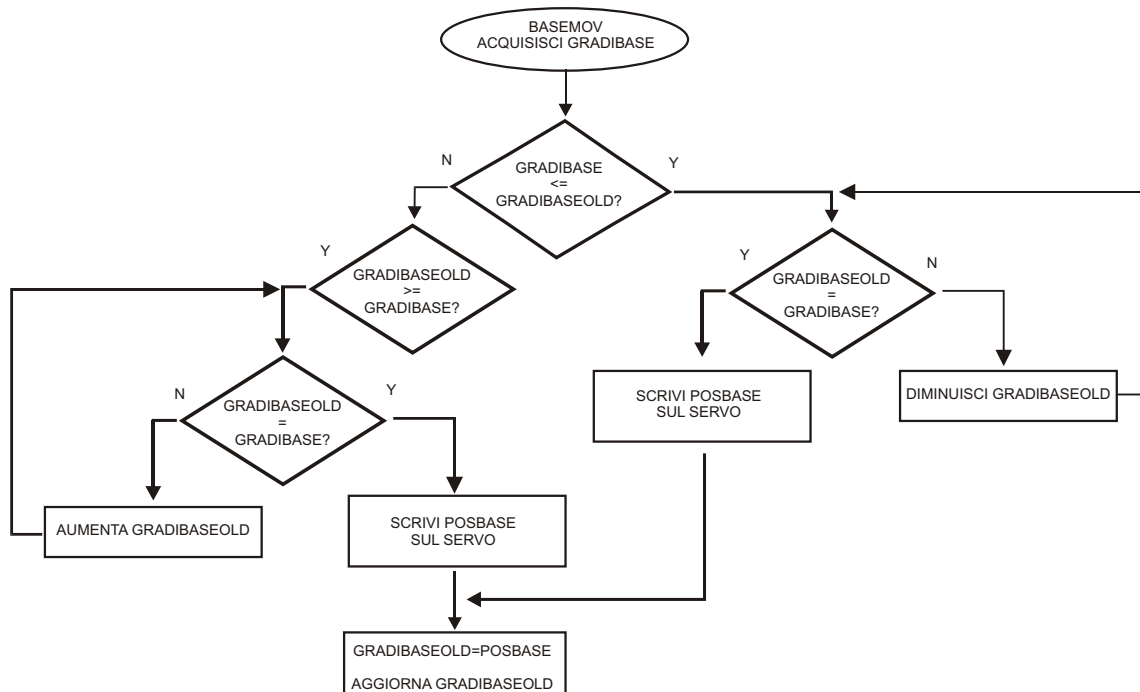 BASEMOV
ACQUISISCI GRADIBASE
N
Y
GRADIBASE
<=
GRADIBASEOLD?
Y
GRADIBASEOLD
>=
GRADIBASE?
Y
N
GRADIBASEOLD
=
GRADIBASE?
N
Y
GRADIBASEOLD
=
GRADIBASE?
SCRIVI POSBASE
SUL SERVO
DIMINUISCI GRADIBASEOLD
AUMENTA GRADIBASEOLD
SCRIVI POSBASE
SUL SERVO
GRADIBASEOLD=POSBASE
AGGIORNA GRADIBASEOLD